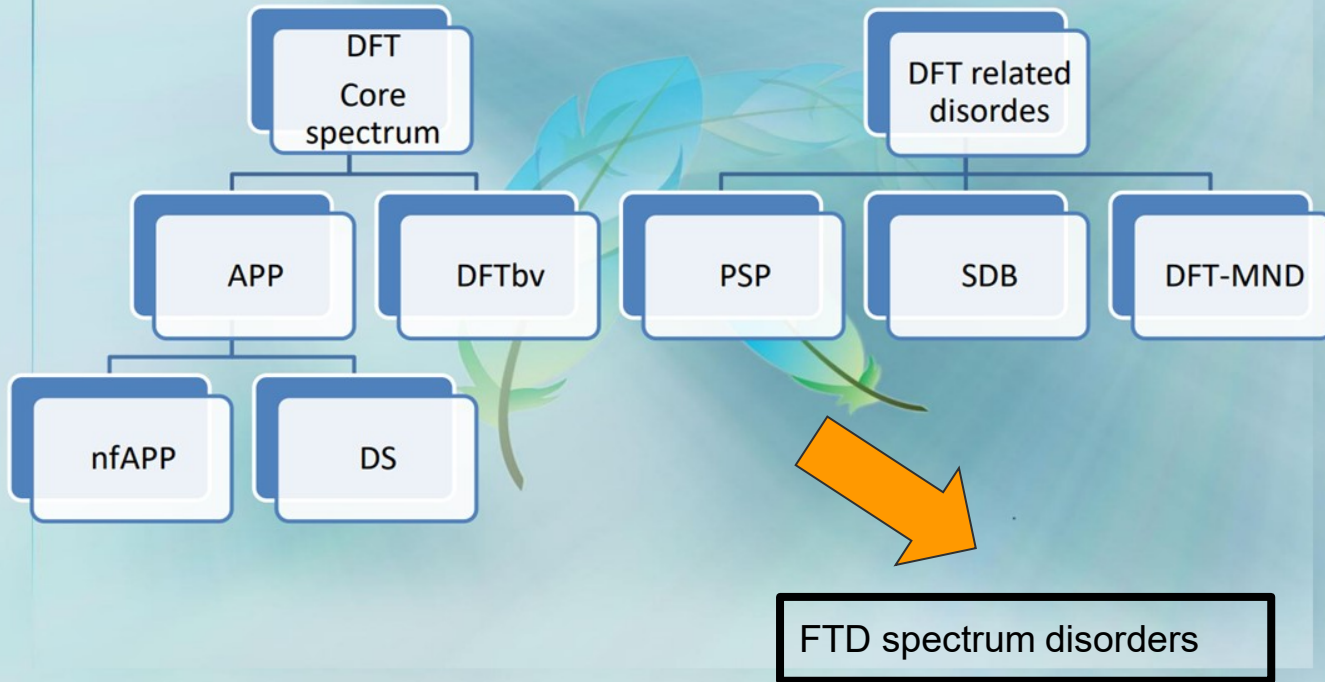 DFT
Core
spectrum
DFT related
disordes
APP
DFTbv
PSP
SDB
DFT-MND
nfAPP
DS
FTD spectrum disorders